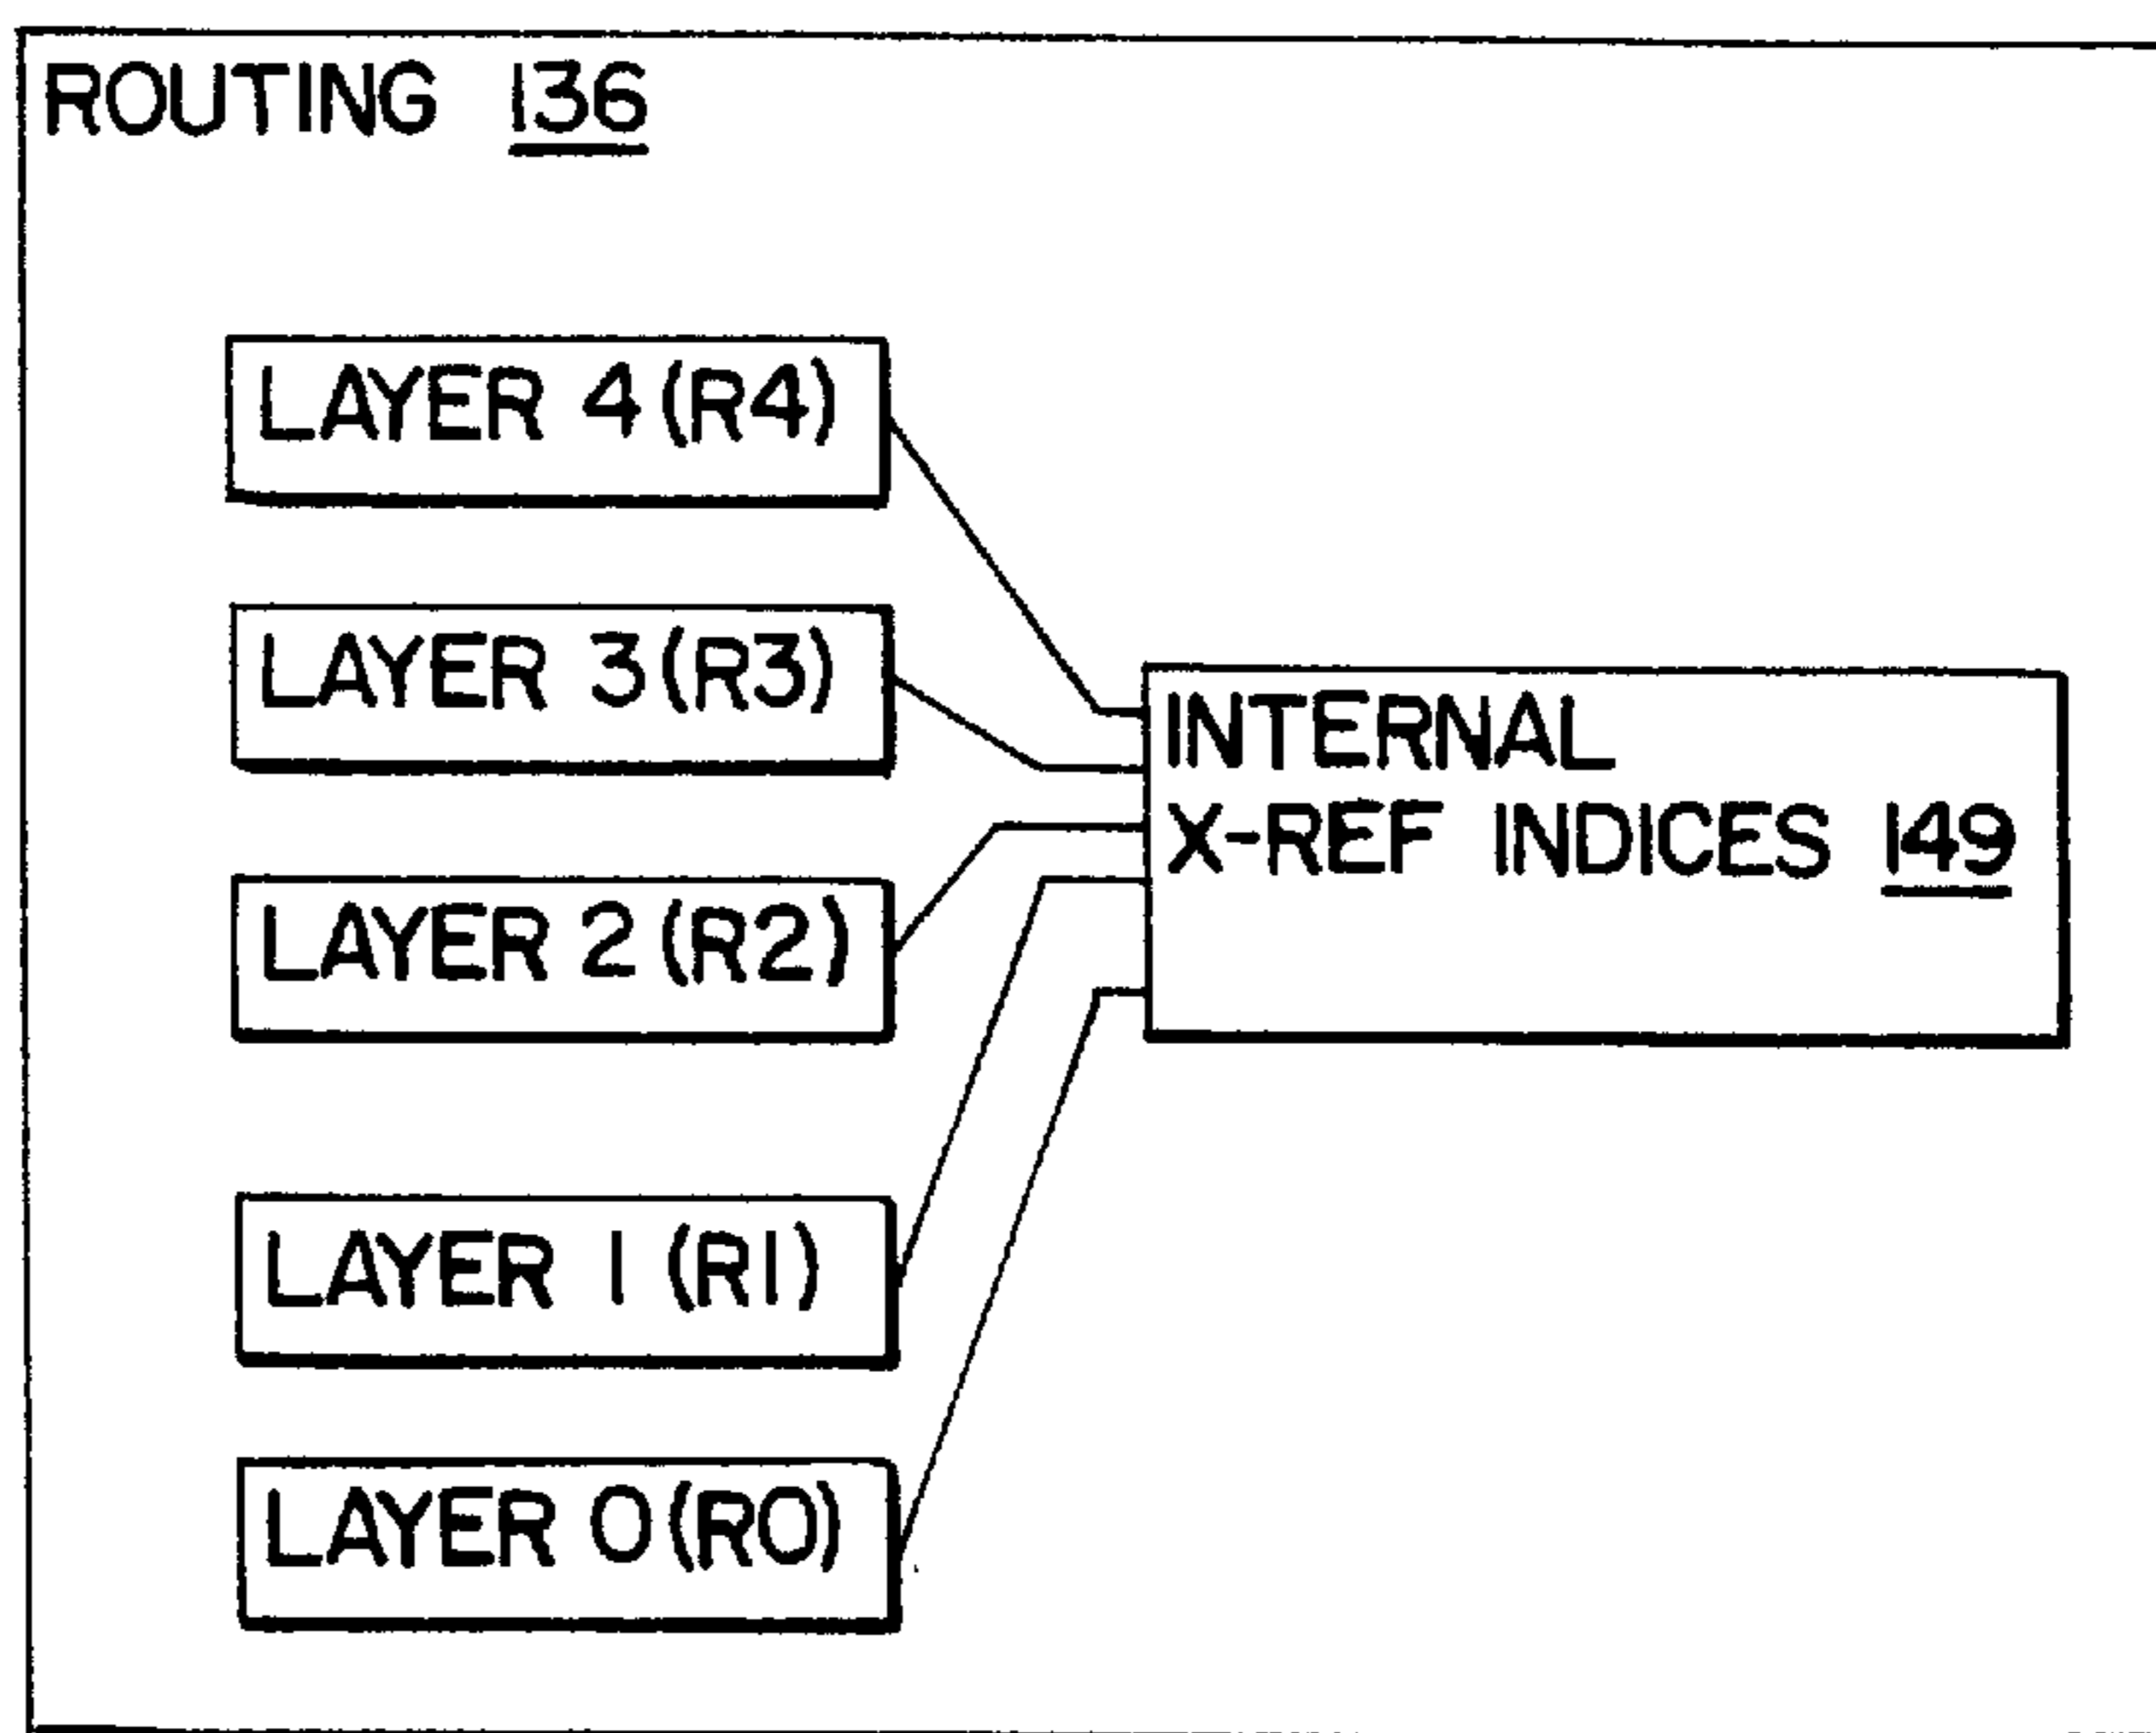 ROUTING 136
LAYER 4 (R4)
LAYER 3 (R3)
LAYER 2 (R2)
LAYER 1 (R1)
LAYER 0 (R0)
INTERNAL
X-REF INDICES 149